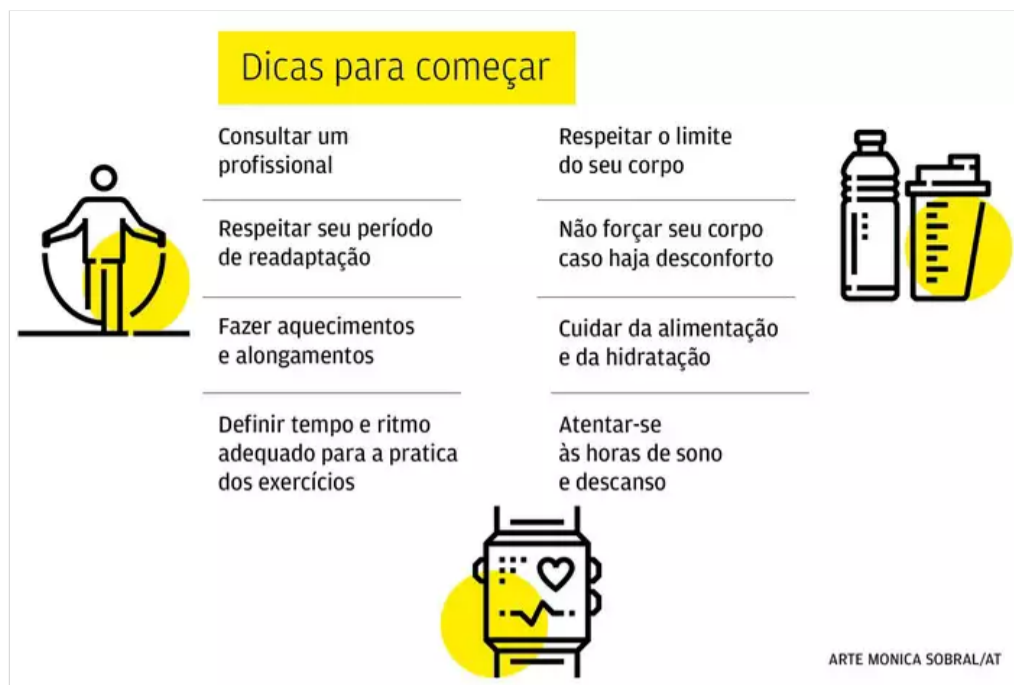 Dicas para começar
Consultar um
profissional
Respeitar seu período
de readaptação
Fazer aquecimentos
e alongamentos
Definir tempo e ritmo
adequado para a pratica
dos exercícios
Respeitar o limite
do seu corpo
Não forçar seu corpo
caso haja desconforto
Cuidar da alimentação
e da hidratação
Atentar-se
às horas de sono
e descanso
ARTE MONICA SOBRAL/AT